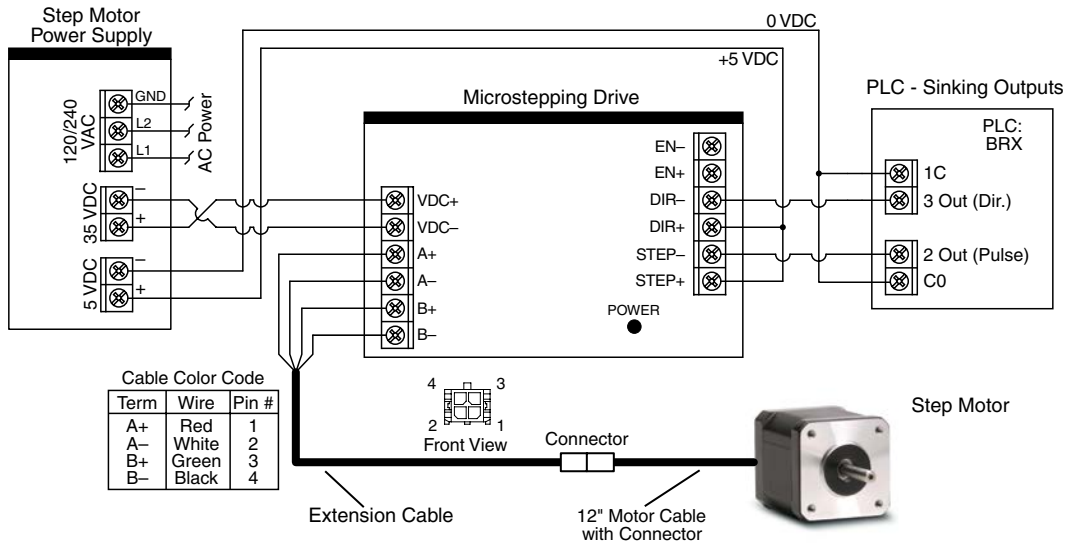 Step Motor
Power Supply
0 VDC
+5 VDC
120/240
VAC
GND
L2
L1
AC Power
35 VDC
–
+
5 VDC
–
+
Microstepping Drive
VDC+
VDC–
A+
A–
B+
B–
EN–
EN+
DIR–
DIR+
STEP–
STEP+
POWER
PLC - Sinking Outputs
PLC:
BRX
1C
3 Out (Dir.)
2 Out (Pulse)
C0
Cable Color Code
Term Wire Pin #
A+ Red 1
A– White 2
B+ Green 3
B– Black 4
4 3
2 1
Front View
Connector
Step Motor
Extension Cable
12" Motor Cable
with Connector